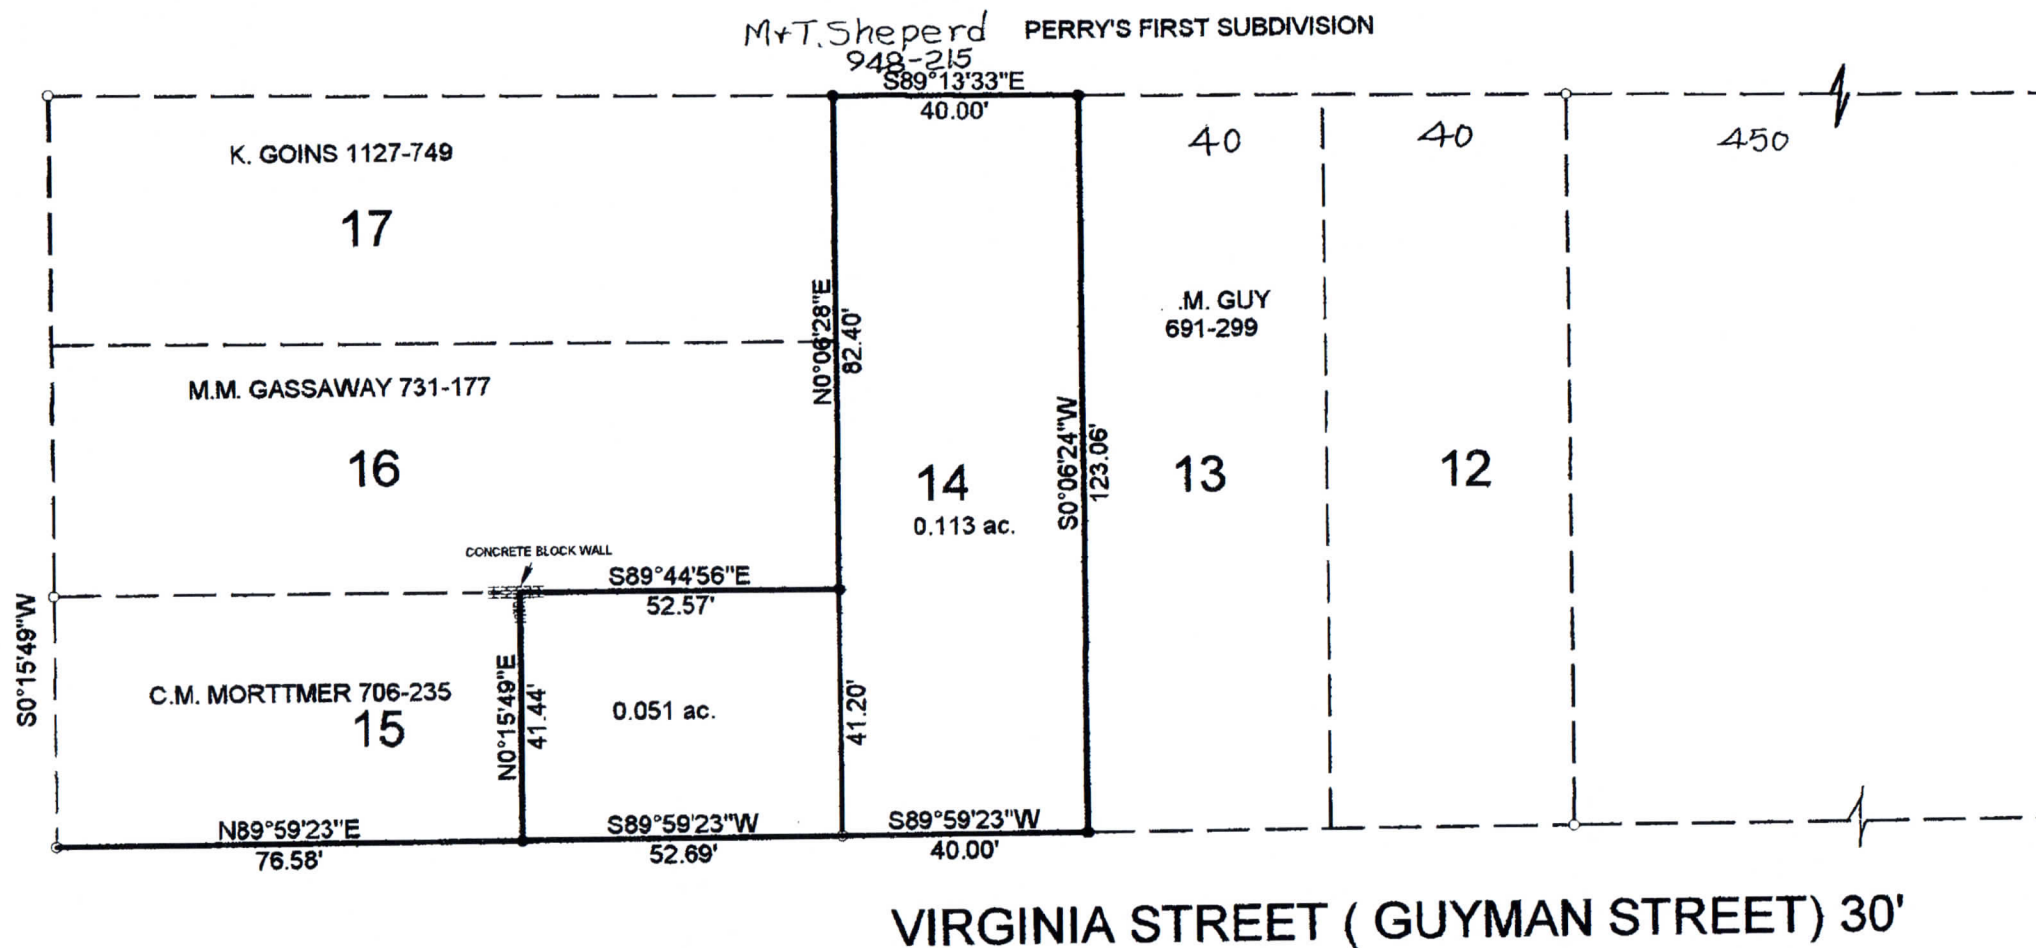 M+T. Sheperd
948-215
PERRY'S FIRST SUBDIVISION
S89°13'33"E
40.00'
K. GOINS 1127-749
17
40
40
450
N0°06'28"E
82.40'
.M. GUY
691-299
M.M. GASSAWAY 731-177
16
14
0.113 ac.
S0°06'24"W
123.06'
13
12
CONCRETE BLOCK WALL
S89°44'56"E
52.57'
S0°15'49"W
C.M. MORTTMER 706-235
15
N0°15'49"E
41.44'
0.051 ac.
41.20'
N89°59'23"E
76.58'
S89°59'23"W
52.69'
S89°59'23"W
40.00'
VIRGINIA STREET ( GUYMAN STREET) 30'